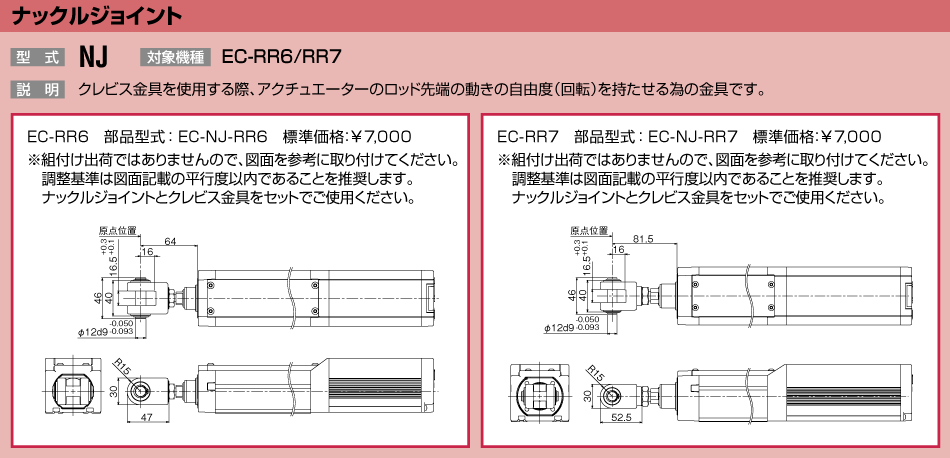 ナックルジョイント
型 式 NJ 対象機種 EC-RR6/RR7
説 明 クレビス金具を使用する際、アクチュエーターのロッド先端の動きの自由度(回転)を持たせる為の金具です。
EC-RR6 部品型式：EC-NJ-RR6 標準価格：¥7,000
※組付け出荷ではありませんので、図面を参考に取り付けてください。
調整基準は図面記載の平行度以内であることを推奨します。
ナックルジョイントとクレビス金具をセットでご使用ください。
原点位置
64
16
16.5 +0.3 +0.1
46
40
φ12d9 -0.050 -0.093
R15
30
47
EC-RR7 部品型式：EC-NJ-RR7 標準価格：¥7,000
※組付け出荷ではありませんので、図面を参考に取り付けてください。
調整基準は図面記載の平行度以内であることを推奨します。
ナックルジョイントとクレビス金具をセットでご使用ください。
原点位置
81.5
16
16.5 +0.3 +0.1
46
40
φ12d9 -0.050 -0.093
R15
30
52.5